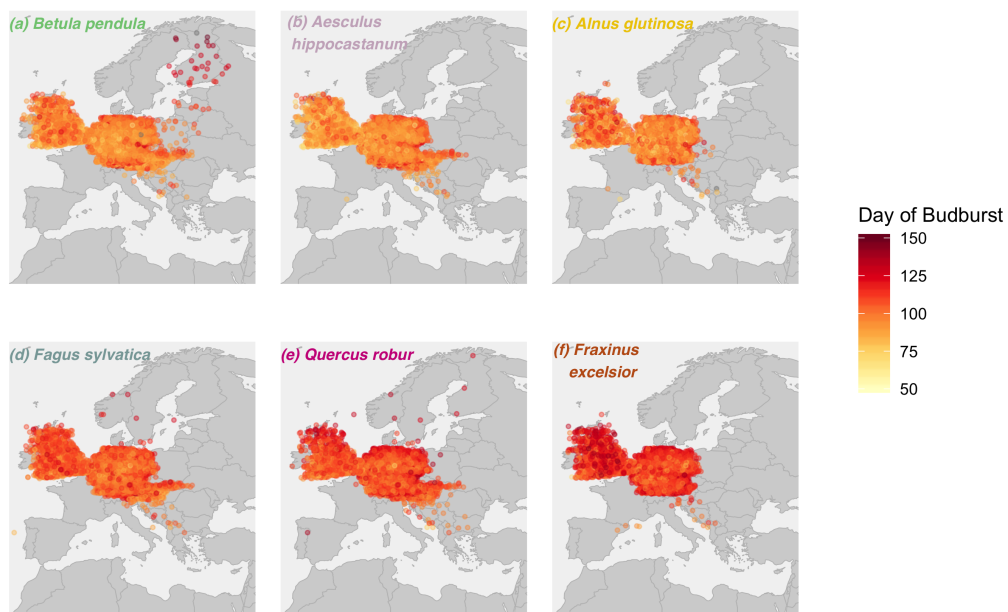 (a) Betula pendula
(b) Aesculus
hippocastanum
(c) Alnus glutinosa
Day of Budburst
150
125
100
75
50
(d) Fagus sylvatica
(e) Quercus robur
(f) Fraxinus
excelsior